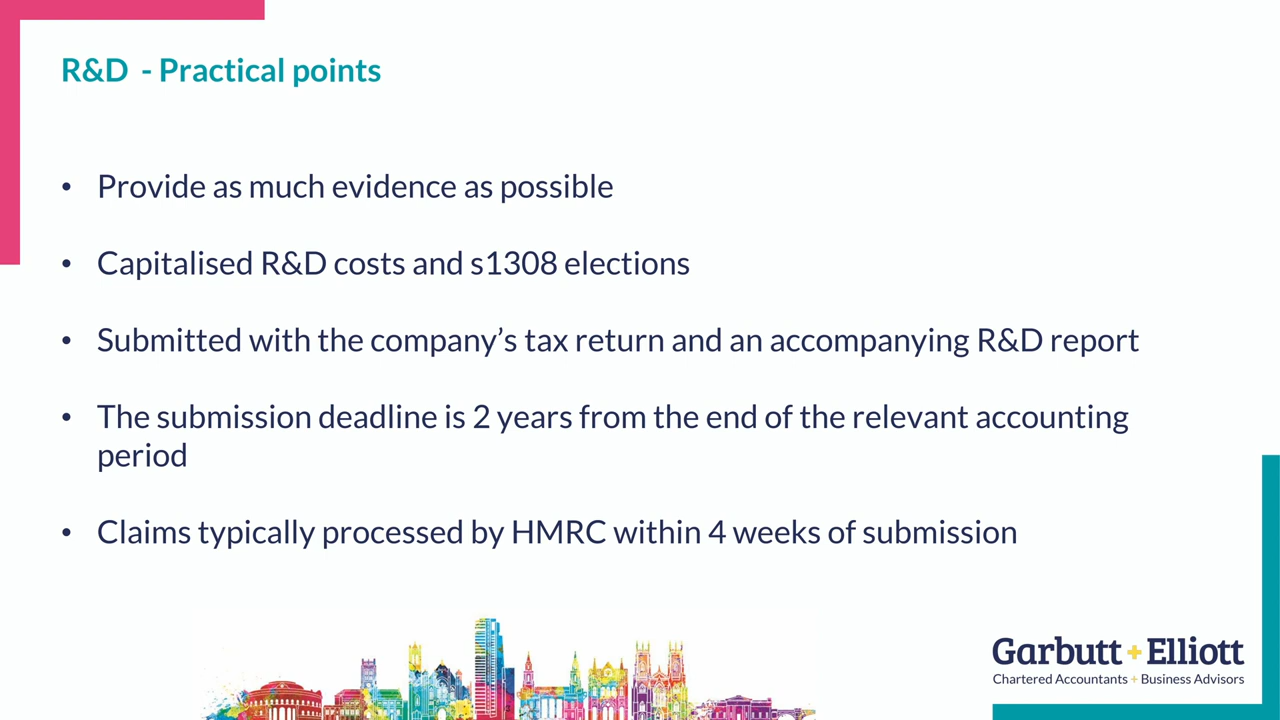 R&D - Practical points
• Provide as much evidence as possible
• Capitalised R&D costs and s1308 elections
• Submitted with the company’s tax return and an accompanying R&D report
• The submission deadline is 2 years from the end of the relevant accounting
period
• Claims typically processed by HMRC within 4 weeks of submission
Garbutt + Elliott
Chartered Accountants + Business Advisors